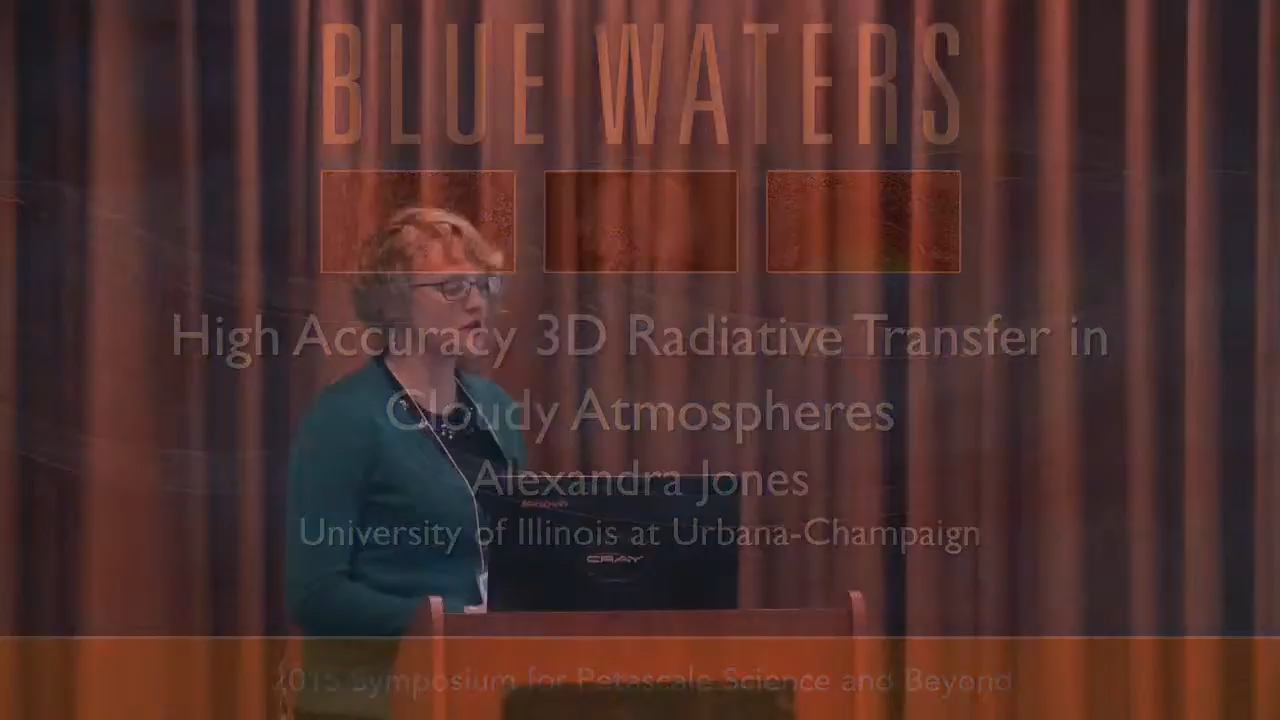 BLUE WATERS
High Accuracy 3D Radiative Transfer in
Cloudy Atmospheres
Alexandra Jones
lenovo
University of Illinois at Urbana-Champaign
CRAY
2015 Symposium for Petascale Science and Beyond